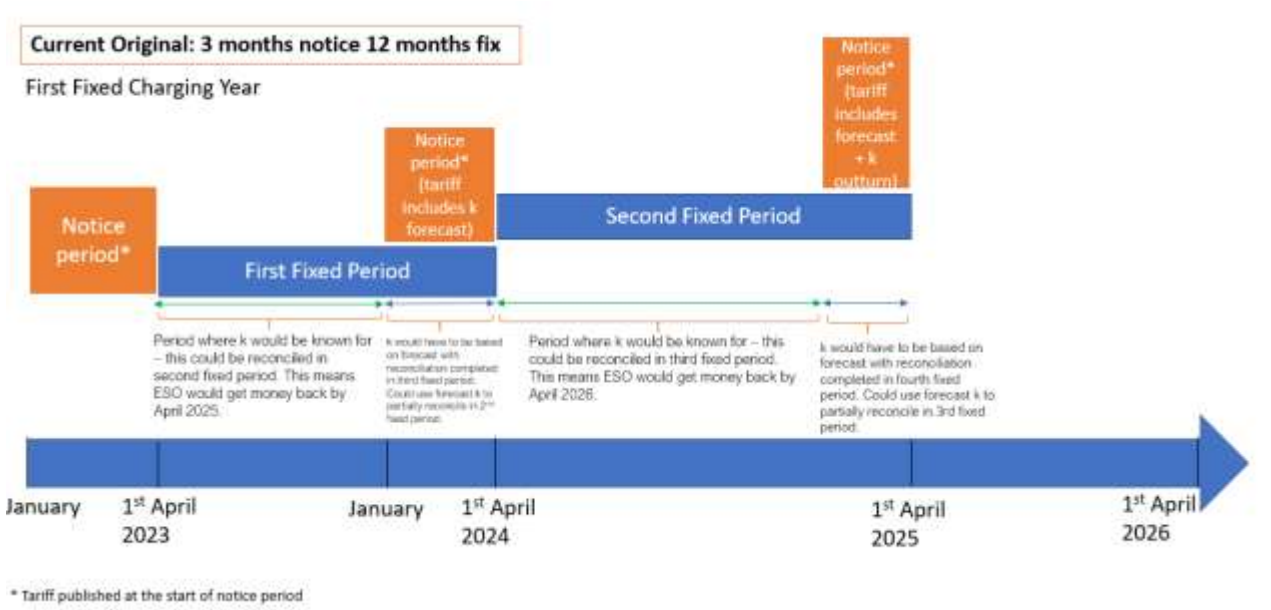 Current Original: 3 months notice 12 months fix
First Fixed Charging Year
Notice
period*
(tariff
includes
forecast
+ k
outturn)
Notice
period*
(tariff
includes k
forecast)
Notice
period*
Second Fixed Period
First Fixed Period
Period where k would be known for
– this could be reconciled in
second fixed period. This means
ESO would get money back by
April 2025.
k would have to be based
on forecast with
reconciliation completed
in third fixed period.
Could use forecast k to
partially reconcile in 2nd
fixed period.
Period where k would be known for – this
could be reconciled in third fixed period.
This means ESO would get money back by
April 2026.
k would have to be based on
forecast with reconciliation
completed in fourth fixed
period. Could use forecast k to
partially reconcile in 3rd fixed
period.
January
1st April
2023
January
1st April
2024
1st April
2025
1st April
2026
* Tariff published at the start of notice period